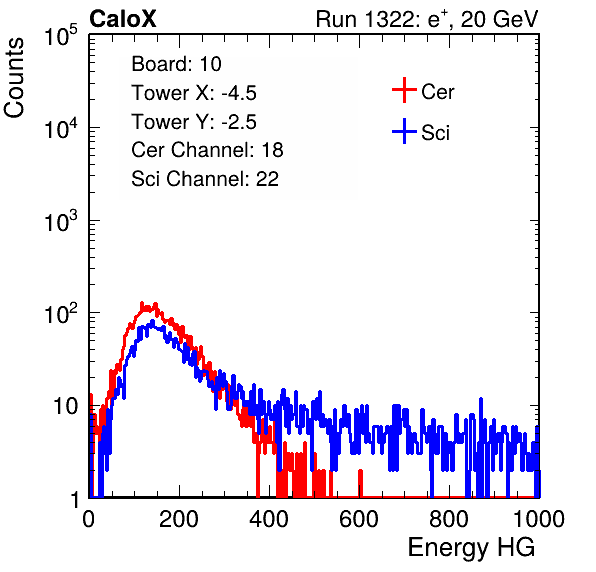 CaloX Run 1322: e⁺, 20 GeV
Counts
10⁵
10⁴
10³
10²
10
1
Board: 10
Tower X: -4.5
Tower Y: -2.5
Cer Channel: 18
Sci Channel: 22
Cer
Sci
0 200 400 600 800 1000
Energy HG